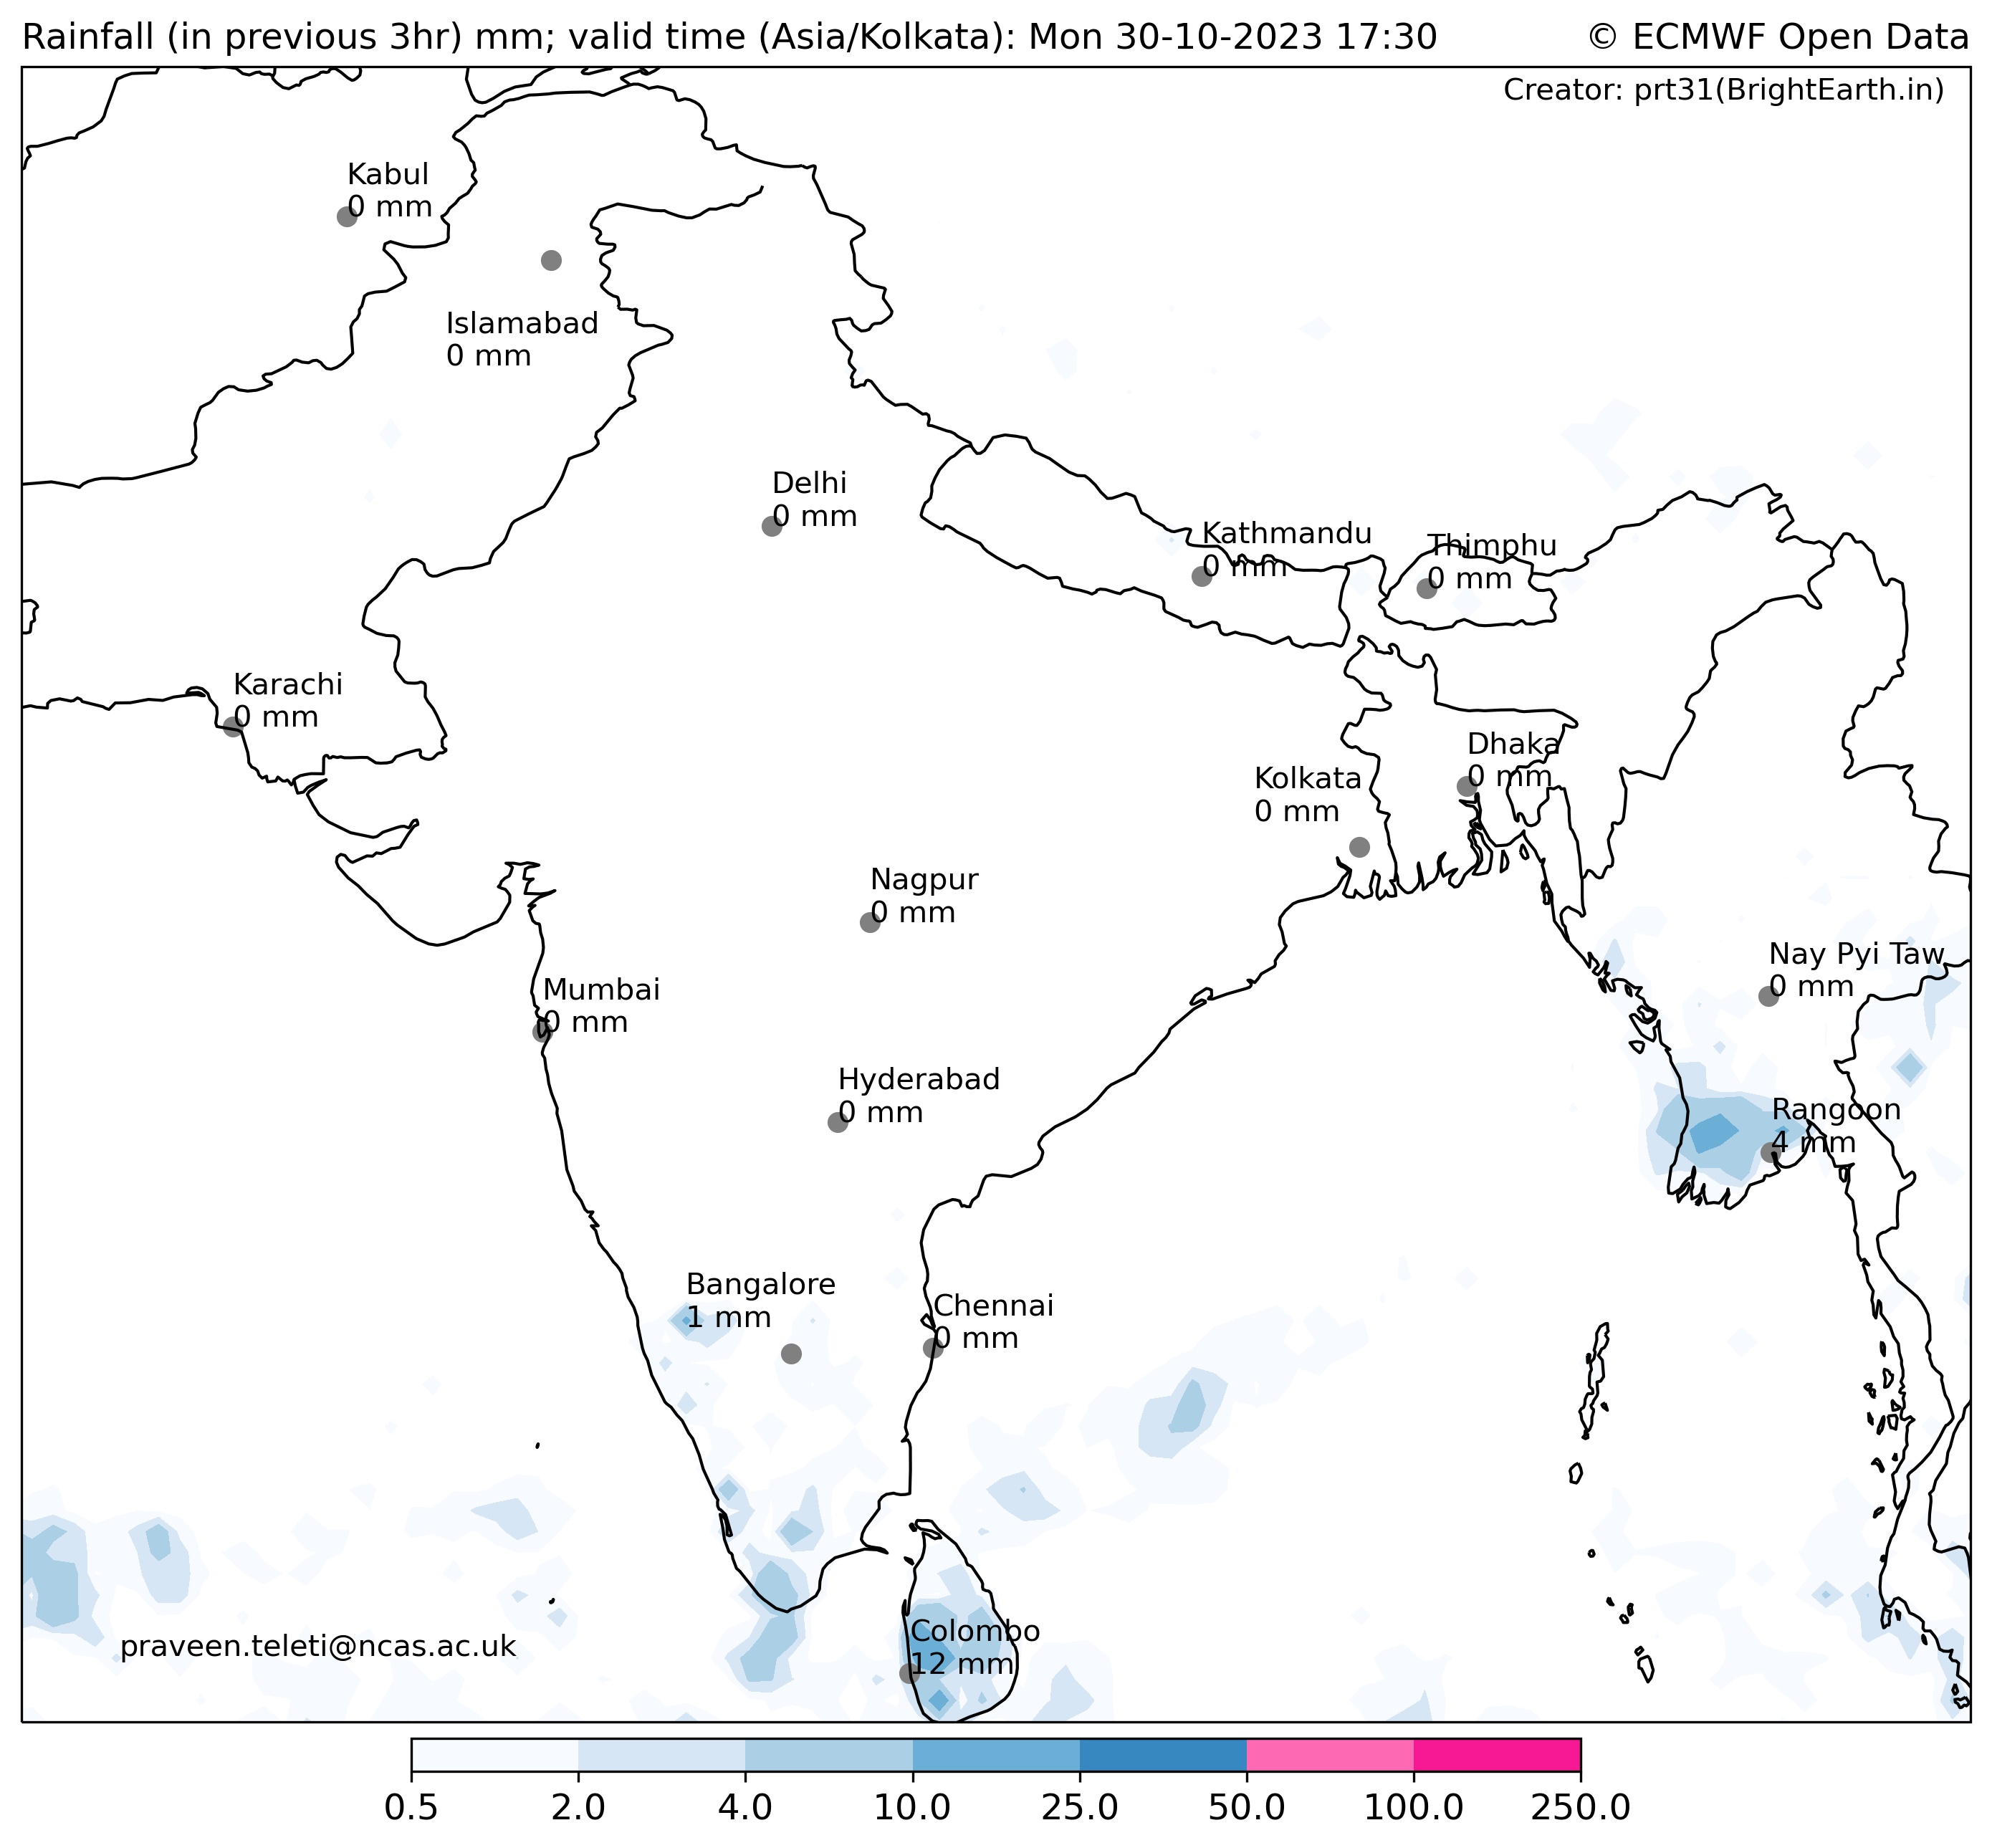 Rainfall (in previous 3hr) mm; valid time (Asia/Kolkata): Mon 30-10-2023 17:30
© ECMWF Open Data
Creator: prt31(BrightEarth.in)
Kabul
0 mm
Islamabad
0 mm
Delhi
0 mm
Kathmandu
0 mm
Thimphu
0 mm
Karachi
0 mm
Dhaka
0 mm
Kolkata
0 mm
Nagpur
0 mm
Nay Pyi Taw
0 mm
Mumbai
0 mm
Hyderabad
0 mm
Rangoon
4 mm
Bangalore
1 mm
Chennai
0 mm
Colombo
12 mm
praveen.teleti@ncas.ac.uk
0.5 2.0 4.0 10.0 25.0 50.0 100.0 250.0